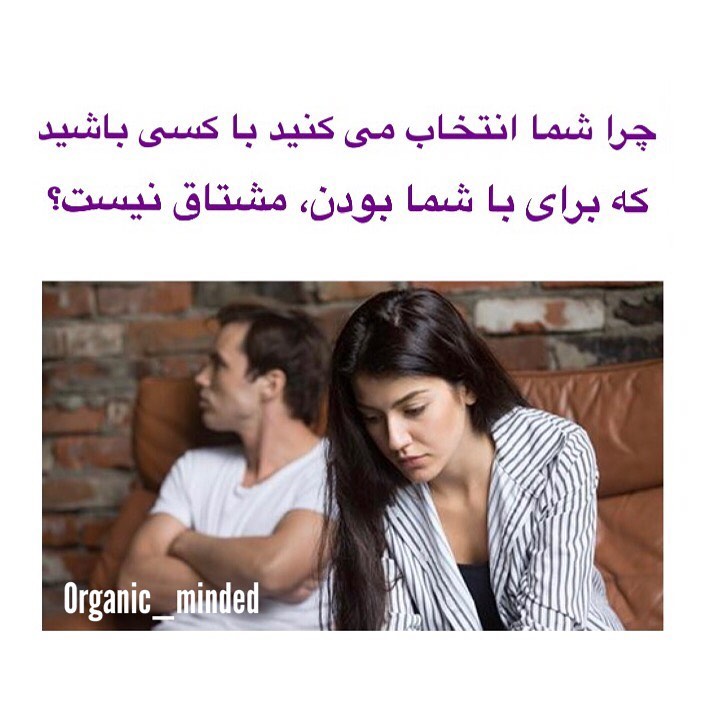 چرا شما انتخاب می کنید با کسی باشید
که برای با شما بودن، مشتاق نیست؟
Organic_minded